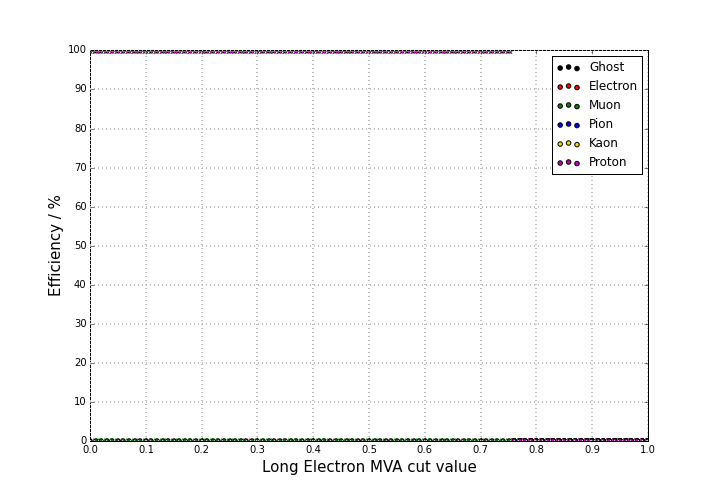 100
90
80
70
60
50
40
30
20
10
0
Efficiency / %
0.0 0.1 0.2 0.3 0.4 0.5 0.6 0.7 0.8 0.9 1.0
Long Electron MVA cut value
Ghost
Electron
Muon
Pion
Kaon
Proton